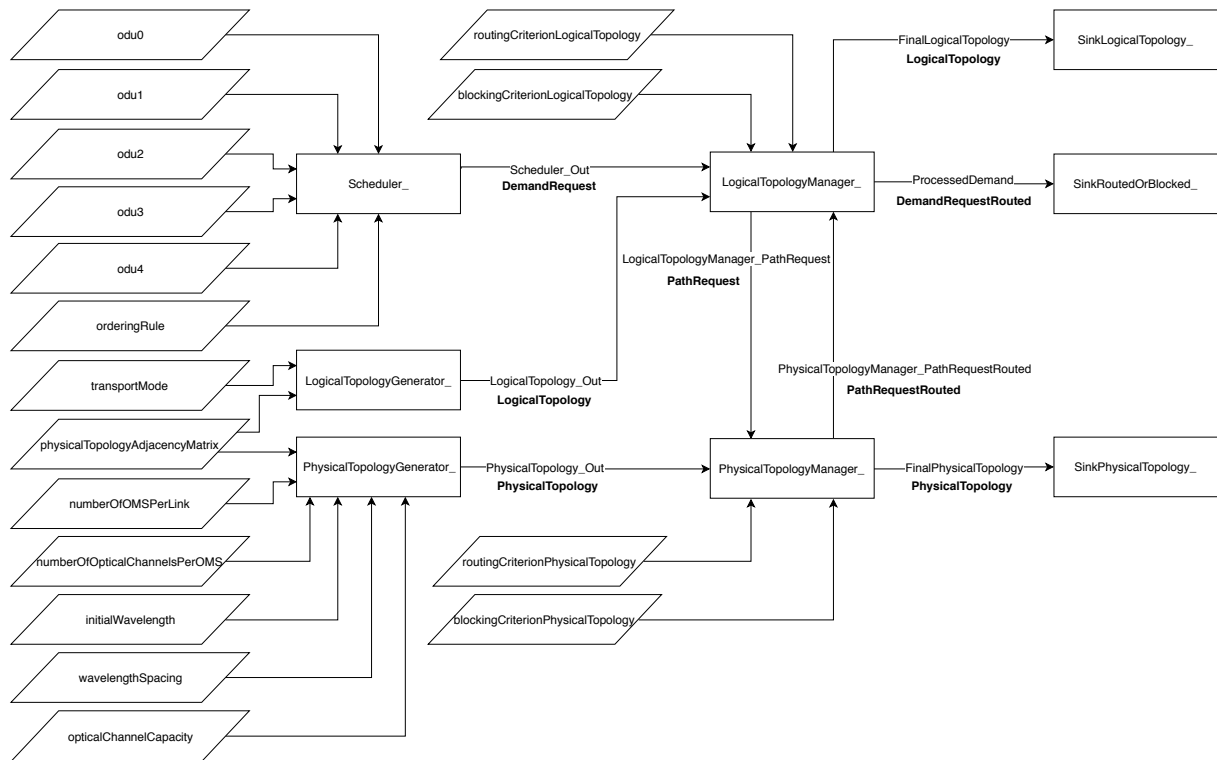 odu0
routingCriterionLogicalTopology
FinalLogicalTopology
LogicalTopology
SinkLogicalTopology_
odu1
blockingCriterionLogicalTopology
odu2
Scheduler_
Scheduler_Out
DemandRequest
LogicalTopologyManager_
ProcessedDemand
DemandRequestRouted
SinkRoutedOrBlocked_
odu3
odu4
LogicalTopologyManager_PathRequest
PathRequest
orderingRule
transportMode
LogicalTopologyGenerator_
LogicalTopology_Out
LogicalTopology
PhysicalTopologyManager_PathRequestRouted
PathRequestRouted
physicalTopologyAdjacencyMatrix
PhysicalTopologyGenerator_
PhysicalTopology_Out
PhysicalTopology
PhysicalTopologyManager_
FinalPhysicalTopology
PhysicalTopology
SinkPhysicalTopology_
numberOfOMSPerLink
numberOfOpticalChannelsPerOMS
routingCriterionPhysicalTopology
initialWavelength
blockingCriterionPhysicalTopology
wavelengthSpacing
opticalChannelCapacity